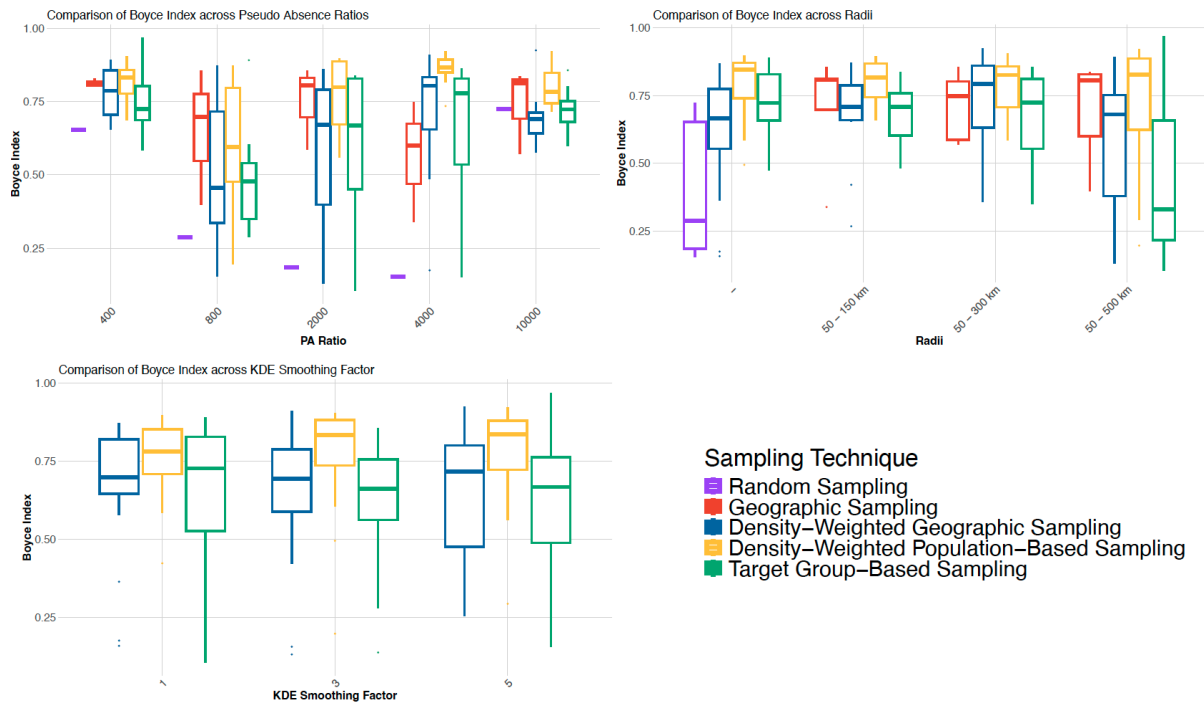 Comparison of Boyce Index across Pseudo Absence Ratios
1.00
0.75
0.50
0.25
Boyce Index
400
800
2000
4000
10000
PA Ratio
Comparison of Boyce Index across Radii
1.00
0.75
0.50
0.25
Boyce Index
–
50 – 150 km
50 – 300 km
50 – 500 km
Radii
Comparison of Boyce Index across KDE Smoothing Factor
1.00
0.75
0.50
0.25
Boyce Index
1
3
5
KDE Smoothing Factor
Sampling Technique
Random Sampling
Geographic Sampling
Density–Weighted Geographic Sampling
Density–Weighted Population–Based Sampling
Target Group–Based Sampling